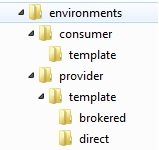 environments
consumer
template
provider
template
brokered
direct